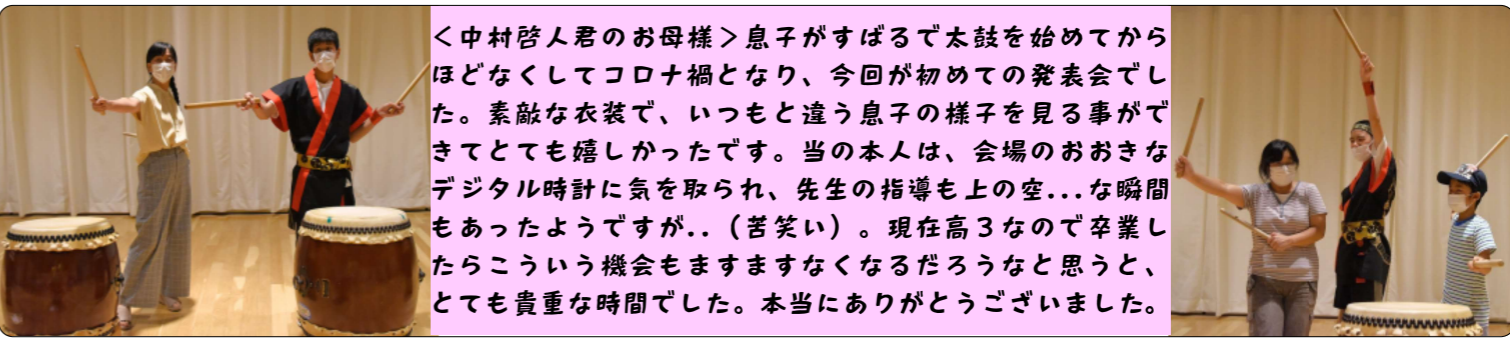 ＜中村啓人君のお母様＞息子がすばるで太鼓を始めてから
ほどなくしてコロナ禍となり、今回が初めての発表会でし
た。素敵な衣装で、いつもと違う息子の様子を見る事がで
きてとても嬉しかったです。当の本人は、会場のおおきな
デジタル時計に気を取られ、先生の指導も上の空...な瞬間
もあったようですが..（苦笑い）。現在高３なので卒業し
たらこういう機会もますますなくなるだろうなと思うと、
とても貴重な時間でした。本当にありがとうございました。